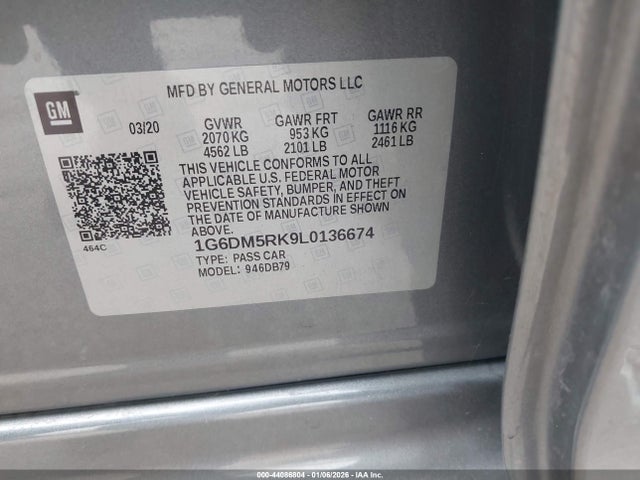 GM
MFD BY GENERAL MOTORS LLC
03/20
GVWR GAWR FRT GAWR RR
2070 KG 953 KG 1116 KG
4562 LB 2101 LB 2461 LB
THIS VEHICLE CONFORMS TO ALL
APPLICABLE U.S. FEDERAL MOTOR
VEHICLE SAFETY, BUMPER, AND THEFT
PREVENTION STANDARDS IN EFFECT ON
DATE OF MANUFACTURE SHOWN
ABOVE.
464C
1G6DM5RK9L0136674
TYPE: PASS CAR
MODEL: 946DB79
000-44086804 | 01/06/2026 | IAA Inc.